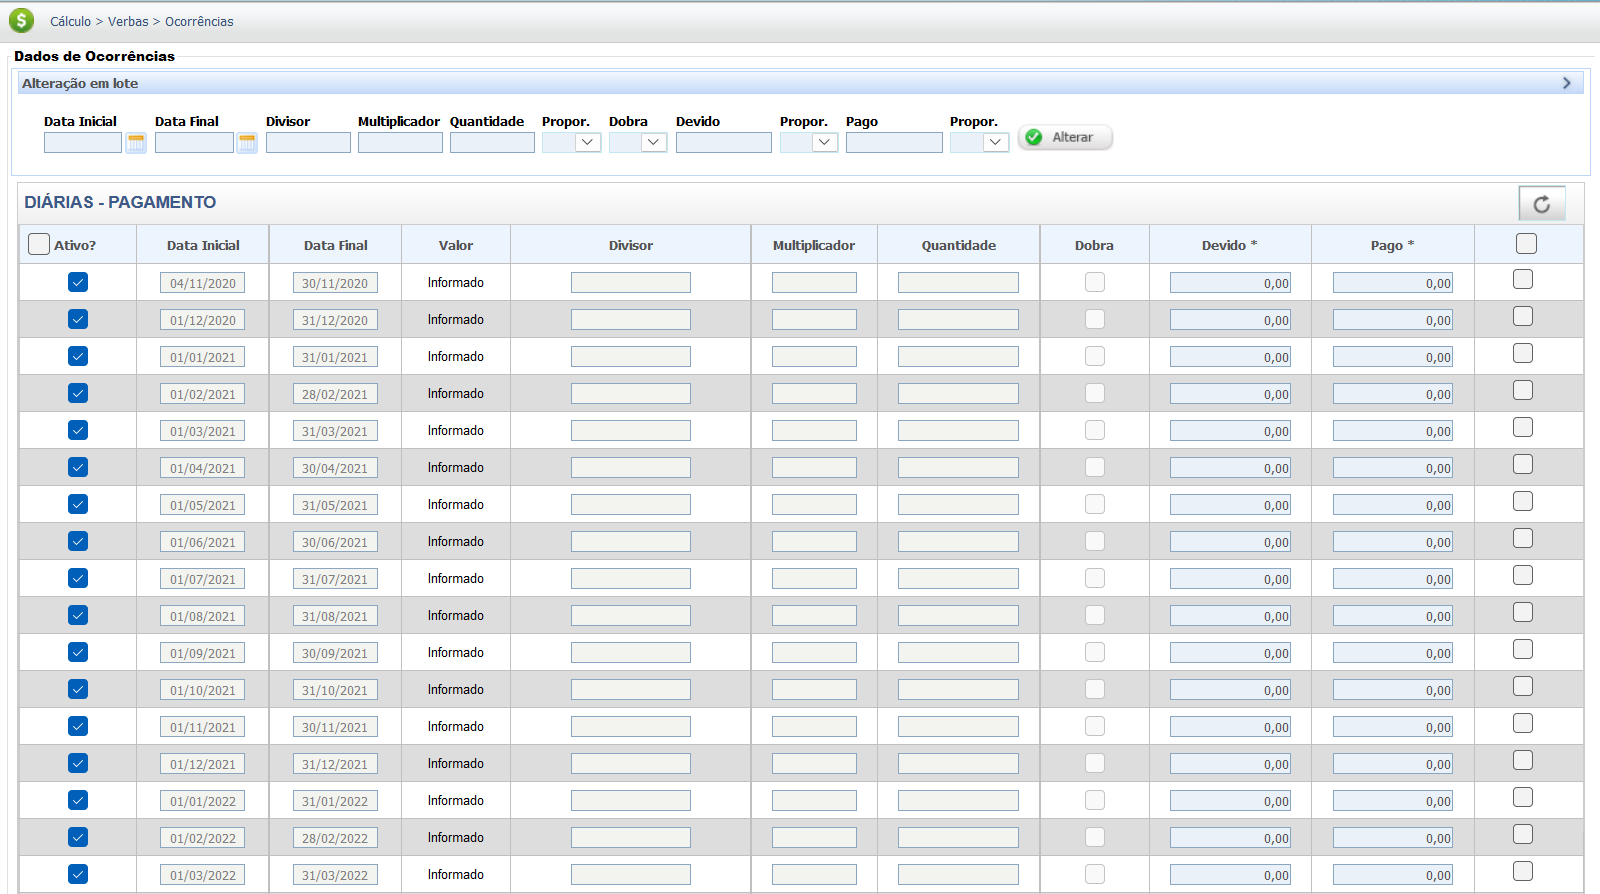 Cálculo > Verbas > Ocorrências
Dados de Ocorrências
Alteração em lote
Data Inicial Data Final Divisor Multiplicador Quantidade Propor. Dobra Devido Propor. Pago Propor.
Alterar
DIÁRIAS - PAGAMENTO
Ativo? Data Inicial Data Final Valor Divisor Multiplicador Quantidade Dobra Devido * Pago *
04/11/2020 30/11/2020 Informado 0,00 0,00
01/12/2020 31/12/2020 Informado 0,00 0,00
01/01/2021 31/01/2021 Informado 0,00 0,00
01/02/2021 28/02/2021 Informado 0,00 0,00
01/03/2021 31/03/2021 Informado 0,00 0,00
01/04/2021 30/04/2021 Informado 0,00 0,00
01/05/2021 31/05/2021 Informado 0,00 0,00
01/06/2021 30/06/2021 Informado 0,00 0,00
01/07/2021 31/07/2021 Informado 0,00 0,00
01/08/2021 31/08/2021 Informado 0,00 0,00
01/09/2021 30/09/2021 Informado 0,00 0,00
01/10/2021 31/10/2021 Informado 0,00 0,00
01/11/2021 30/11/2021 Informado 0,00 0,00
01/12/2021 31/12/2021 Informado 0,00 0,00
01/01/2022 31/01/2022 Informado 0,00 0,00
01/02/2022 28/02/2022 Informado 0,00 0,00
01/03/2022 31/03/2022 Informado 0,00 0,00